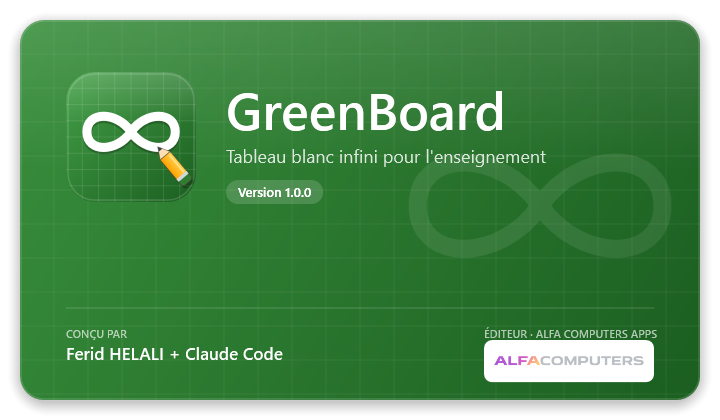 GreenBoard
Tableau blanc infini pour l'enseignement
Version 1.0.0
CONÇU PAR
Ferid HELALI + Claude Code
ÉDITEUR · ALFA COMPUTERS APPS
ALFACOMPUTERS